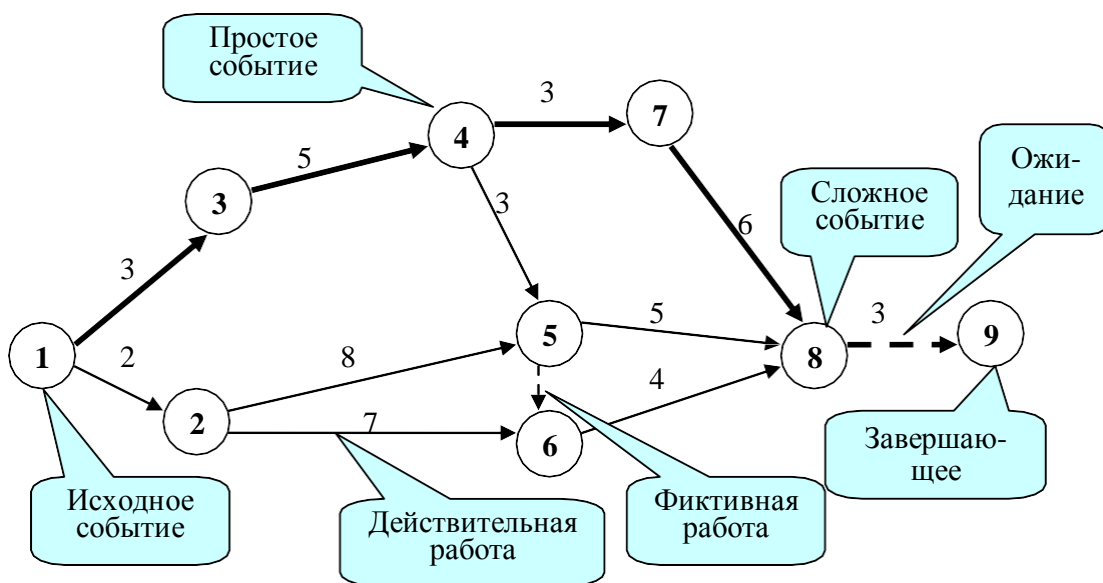 Простое
событие
3
7
4
5
Ожи-
дание
3
Сложное
событие
3
6
3
5
5
3
9
1
2
8
8
4
2
7
6
Завершаю-
щее
Исходное
событие
Действительная
работа
Фиктивная
работа